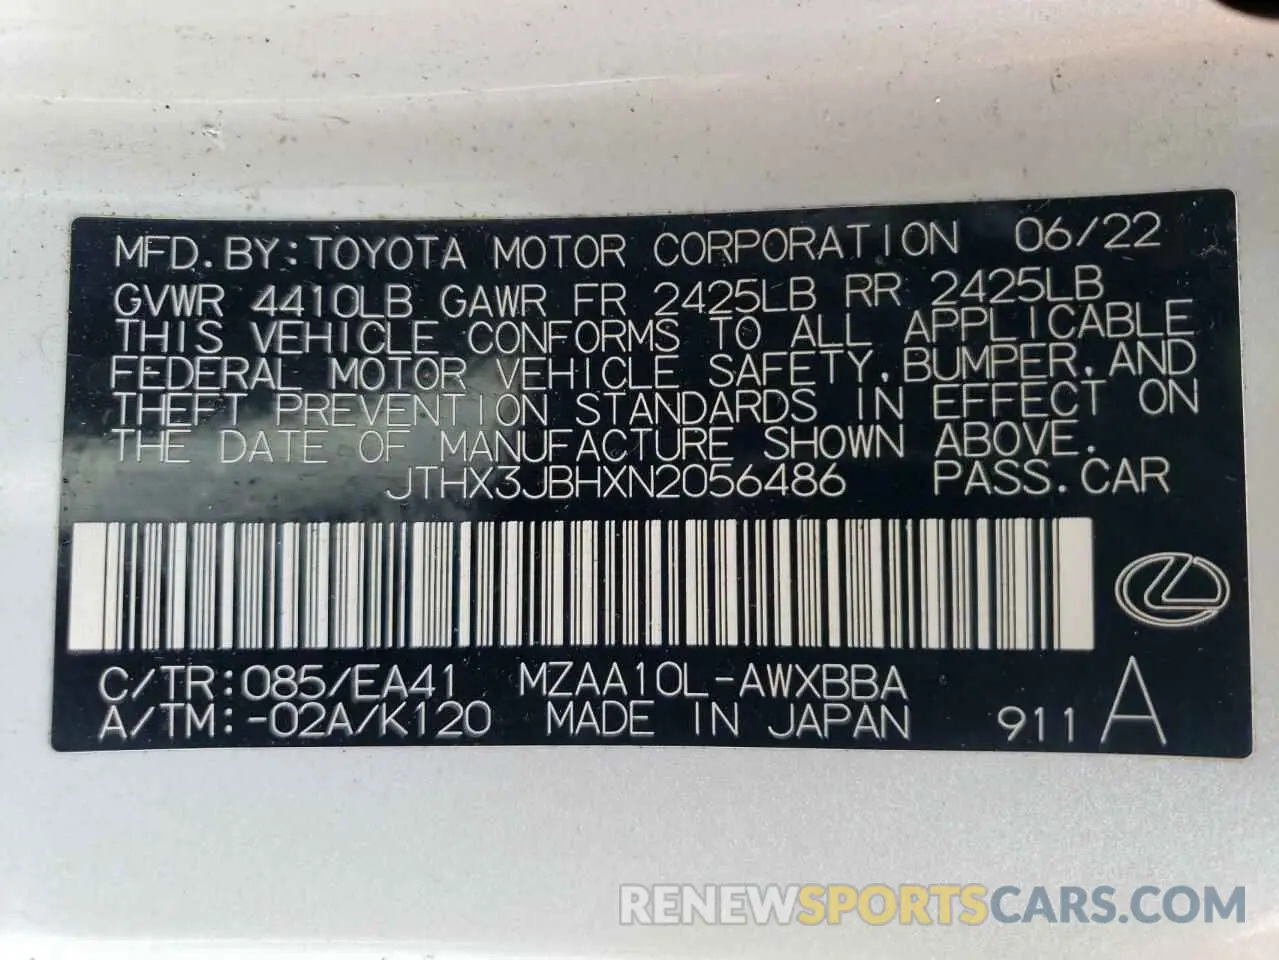 MFD. BY: TOYOTA MOTOR CORPORATION 06/22
GVWR 4410LB GAWR FR 2425LB RR 2425LB
THIS VEHICLE CONFORMS TO ALL APPLICABLE
FEDERAL MOTOR VEHICLE SAFETY, BUMPER, AND
THEFT PREVENTION STANDARDS IN EFFECT ON
THE DATE OF MANUFACTURE SHOWN ABOVE.
JTHX3JBHXN2056486 PASS. CAR
C/TR: 085/EA41 MZAA10L-AWXBBA
A/TM: -02A/K120 MADE IN JAPAN 911 A
RENEWSPORTSCARS.COM